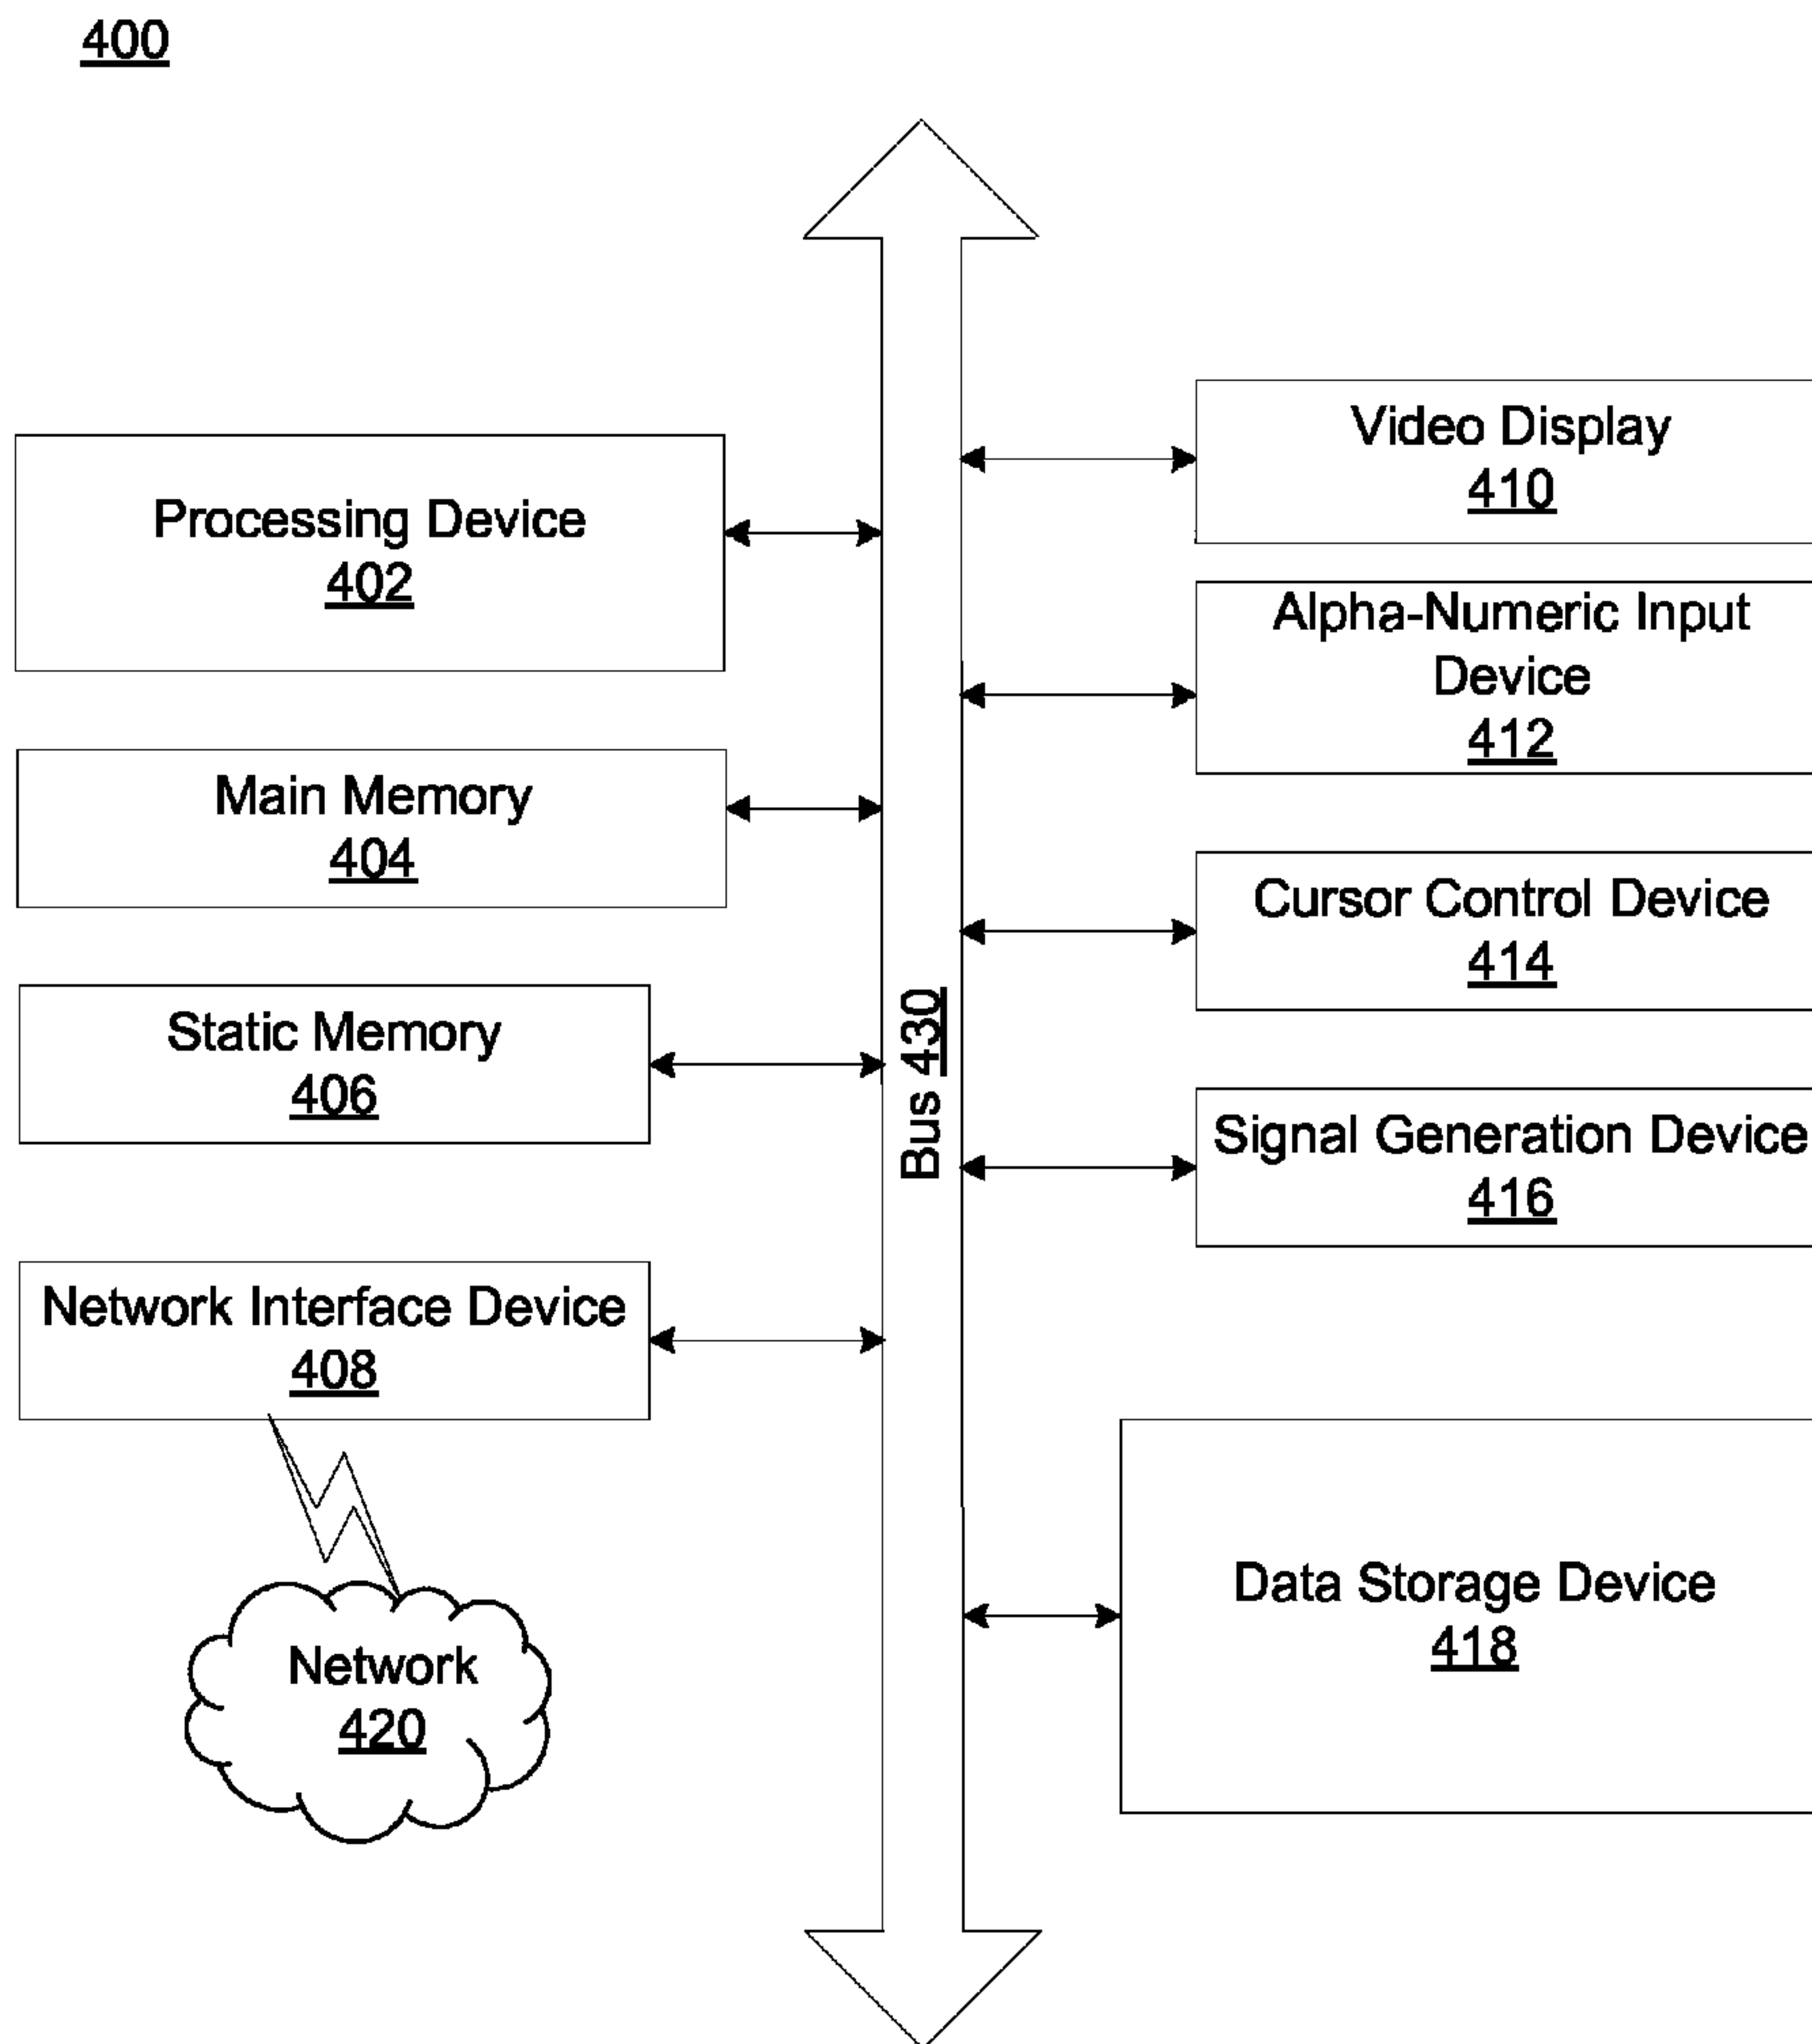 400
Processing Device
402
Main Memory
404
Static Memory
406
Network Interface Device
408
Network
420
Bus 430
Video Display
410
Alpha-Numeric Input
Device
412
Cursor Control Device
414
Signal Generation Device
416
Data Storage Device
418